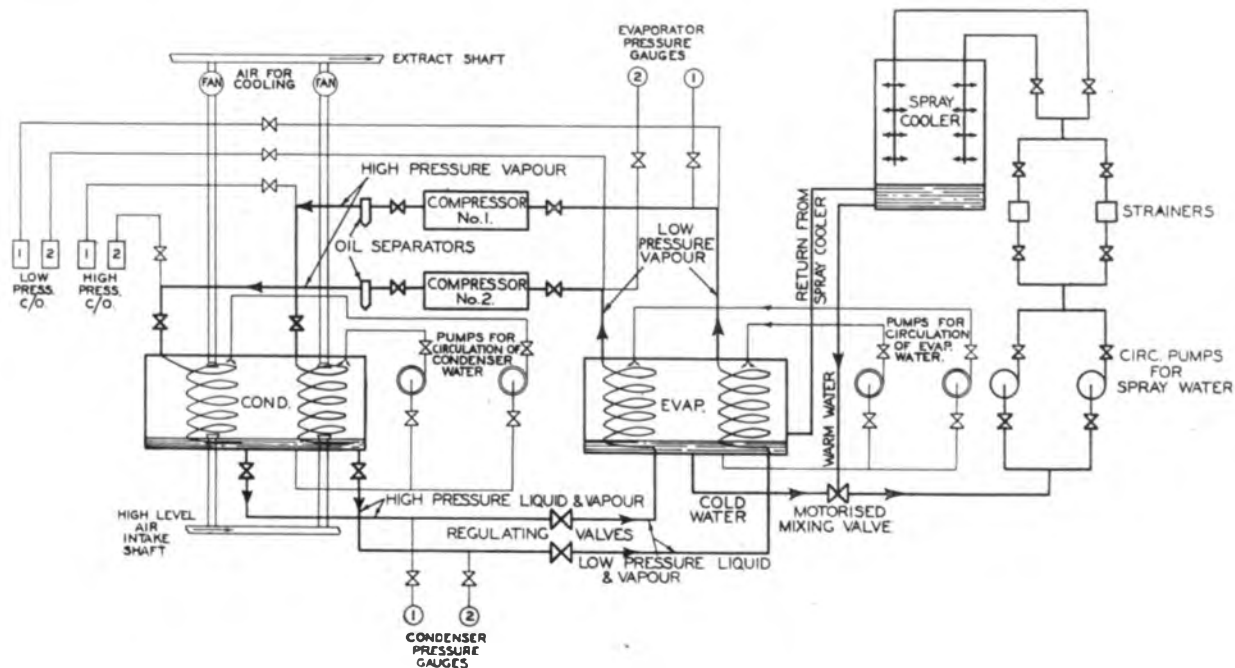 EXTRACT SHAFT
FAN
AIR FOR
COOLING
FAN
EVAPORATOR
PRESSURE
GAUGES
2
1
SPRAY
COOLER
HIGH PRESSURE VAPOUR
COMPRESSOR
No.1.
OIL SEPARATORS
COMPRESSOR
No.2.
LOW
PRESSURE
VAPOUR
RETURN FROM
SPRAY COOLER
STRAINERS
1
2
1
2
LOW
PRESS.
C/O.
HIGH
PRESS.
C/O.
PUMPS FOR
CIRCULATION OF
CONDENSER
WATER
PUMPS FOR
CIRCULATION
OF EVAP.
WATER.
CIRC. PUMPS
FOR
SPRAY WATER
COND.
EVAP.
WARM WATER
HIGH LEVEL
AIR
INTAKE
SHAFT
HIGH PRESSURE LIQUID & VAPOUR
REGULATING VALVES
LOW PRESSURE LIQUID
& VAPOUR
COLD
WATER
MOTORISED
MIXING VALVE
1
2
CONDENSER
PRESSURE
GAUGES